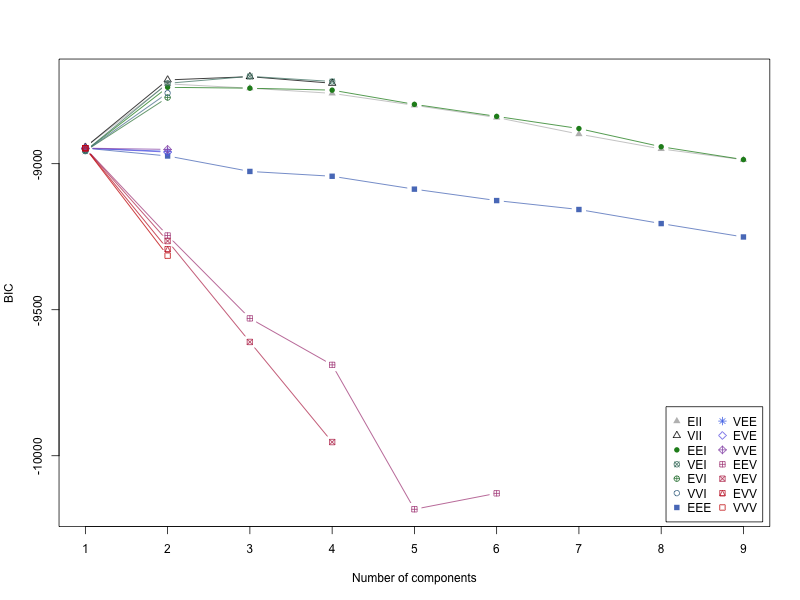 BIC
-9000
-9500
-10000
1 2 3 4 5 6 7 8 9
Number of components
EII VEE
VII EVE
EEI VVE
VEI EEV
EVI VEV
VVI EVV
EEE VVV